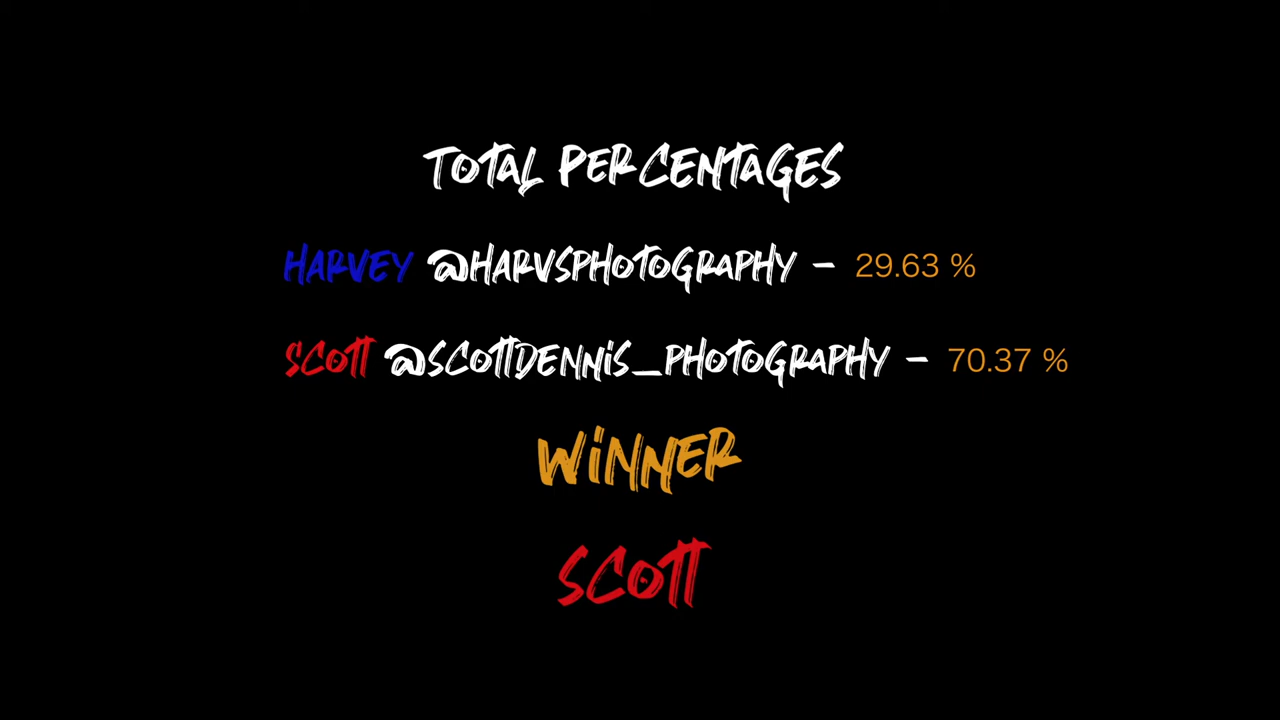 TOTAL PERCENTAGES
HARVEY @HARVSPHOTOGRAPHY - 29.63 %
SCOTT @SCOTTDENNIS_PHOTOGRAPHY - 70.37 %
WINNER
SCOTT